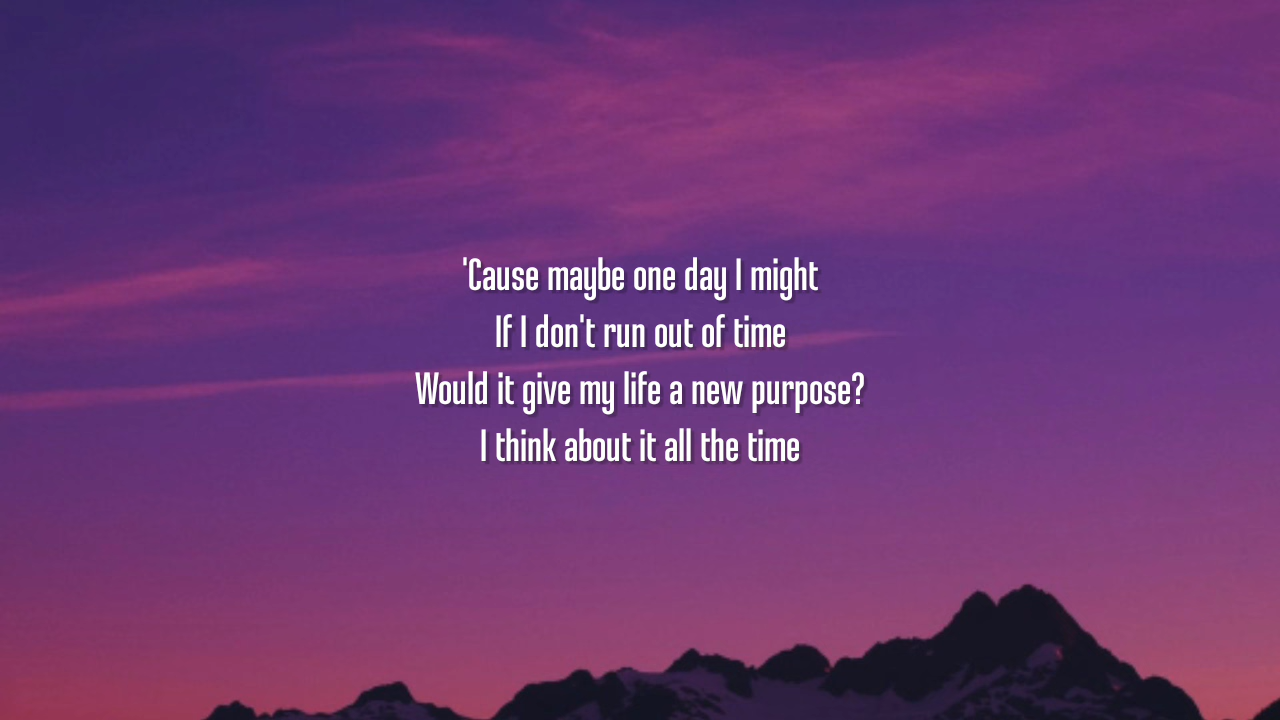 'Cause maybe one day I might
If I don't run out of time
Would it give my life a new purpose?
I think about it all the time